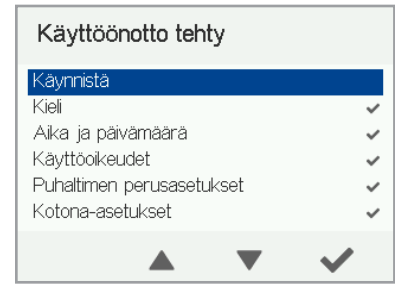 Käyttöönotto tehty
Käynnistä
Kieli
Aika ja päivämäärä
Käyttöoikeudet
Puhaltimen perusasetukset
Kotona-asetukset